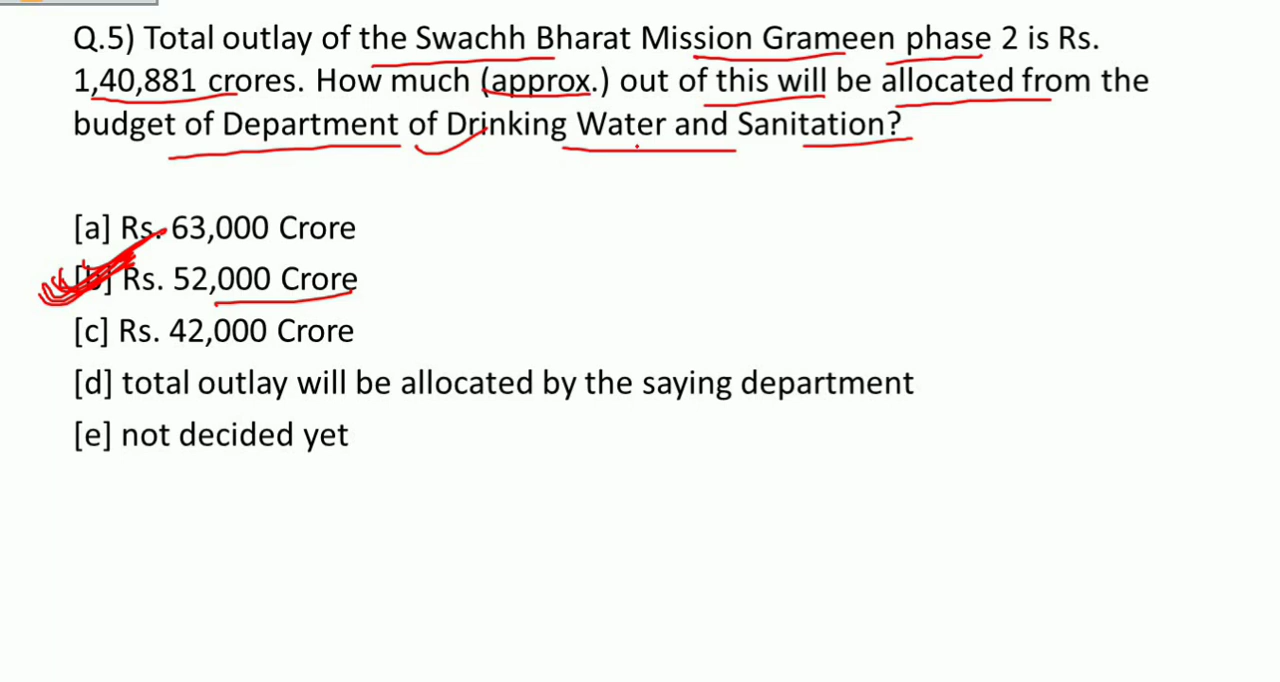 Q.5) Total outlay of the Swachh Bharat Mission Grameen phase 2 is Rs.
1,40,881 crores. How much (approx.) out of this will be allocated from the
budget of Department of Drinking Water and Sanitation?
[a] Rs. 63,000 Crore
[b] Rs. 52,000 Crore
[c] Rs. 42,000 Crore
[d] total outlay will be allocated by the saying department
[e] not decided yet